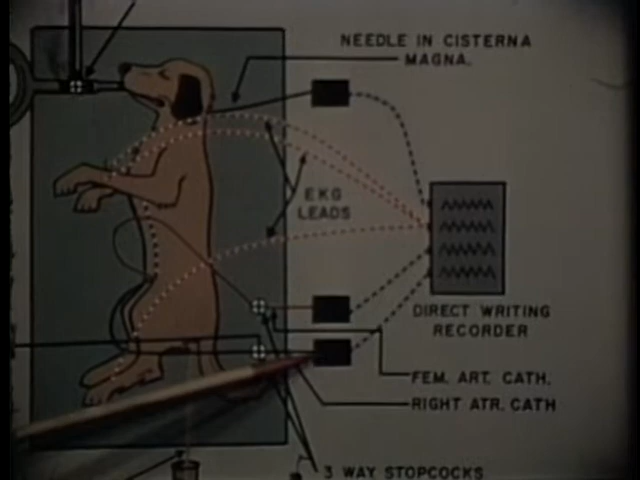 NEEDLE IN CISTERNA
MAGNA.
EKG
LEADS
DIRECT WRITING
RECORDER
FEM. ART. CATH.
RIGHT ATR. CATH
3 WAY STOPCOCKS